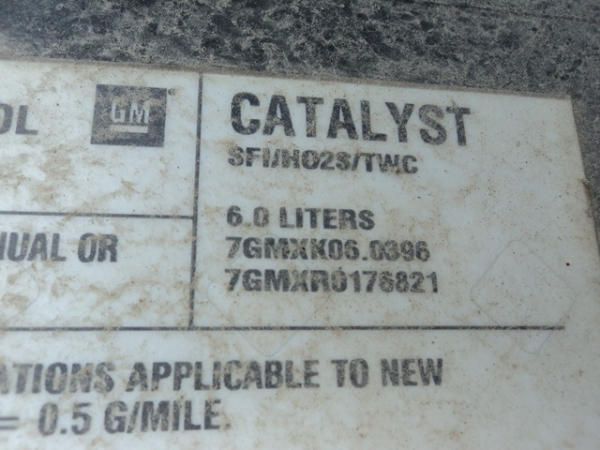 OL GM CATALYST
SFI/HO2S/TWC
6.0 LITERS
NUAL OR 7GMXK06.0396
7GMXR0176821
ATIONS APPLICABLE TO NEW
= 0.5 G/MILE.